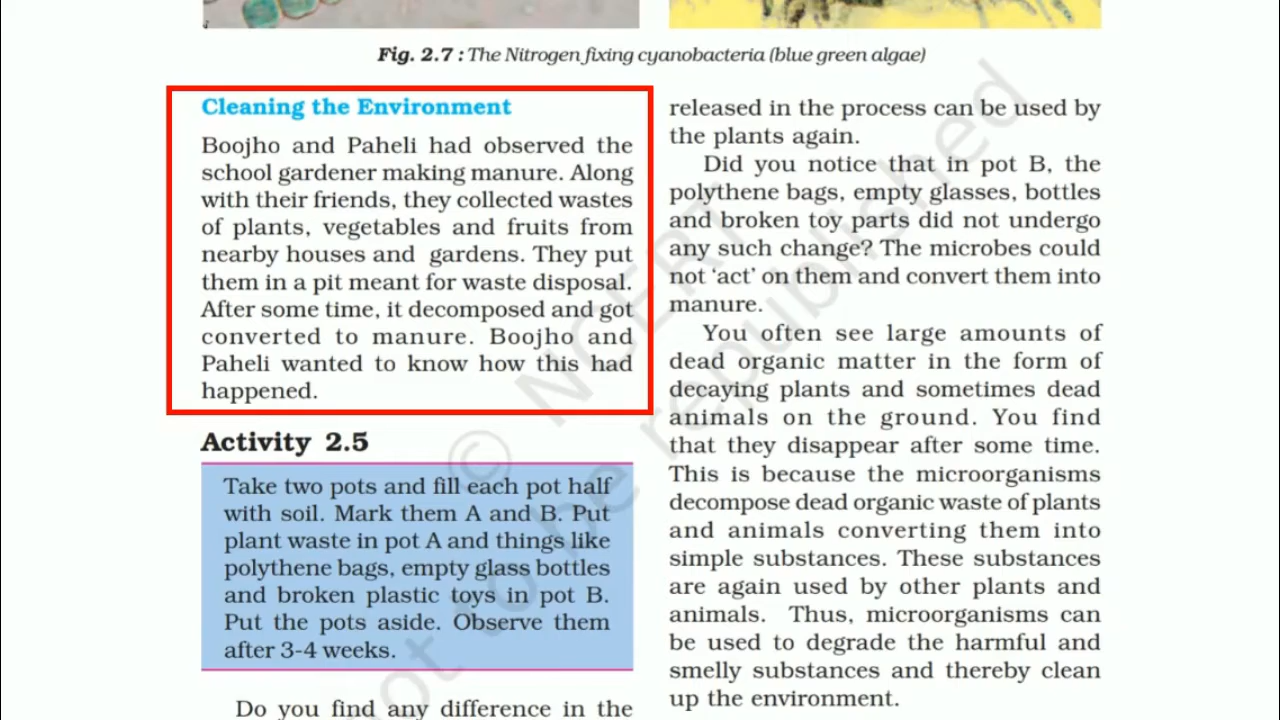 Fig. 2.7 : The Nitrogen fixing cyanobacteria (blue green algae)
Cleaning the Environment
Boojho and Paheli had observed the
school gardener making manure. Along
with their friends, they collected wastes
of plants, vegetables and fruits from
nearby houses and gardens. They put
them in a pit meant for waste disposal.
After some time, it decomposed and got
converted to manure. Boojho and
Paheli wanted to know how this had
happened.
Activity 2.5
Take two pots and fill each pot half
with soil. Mark them A and B. Put
plant waste in pot A and things like
polythene bags, empty glass bottles
and broken plastic toys in pot B.
Put the pots aside. Observe them
after 3-4 weeks.
Do you find any difference in the
released in the process can be used by
the plants again.
Did you notice that in pot B, the
polythene bags, empty glasses, bottles
and broken toy parts did not undergo
any such change? The microbes could
not ‘act’ on them and convert them into
manure.
You often see large amounts of
dead organic matter in the form of
decaying plants and sometimes dead
animals on the ground. You find
that they disappear after some time.
This is because the microorganisms
decompose dead organic waste of plants
and animals converting them into
simple substances. These substances
are again used by other plants and
animals. Thus, microorganisms can
be used to degrade the harmful and
smelly substances and thereby clean
up the environment.
© NCERT
not to be republished